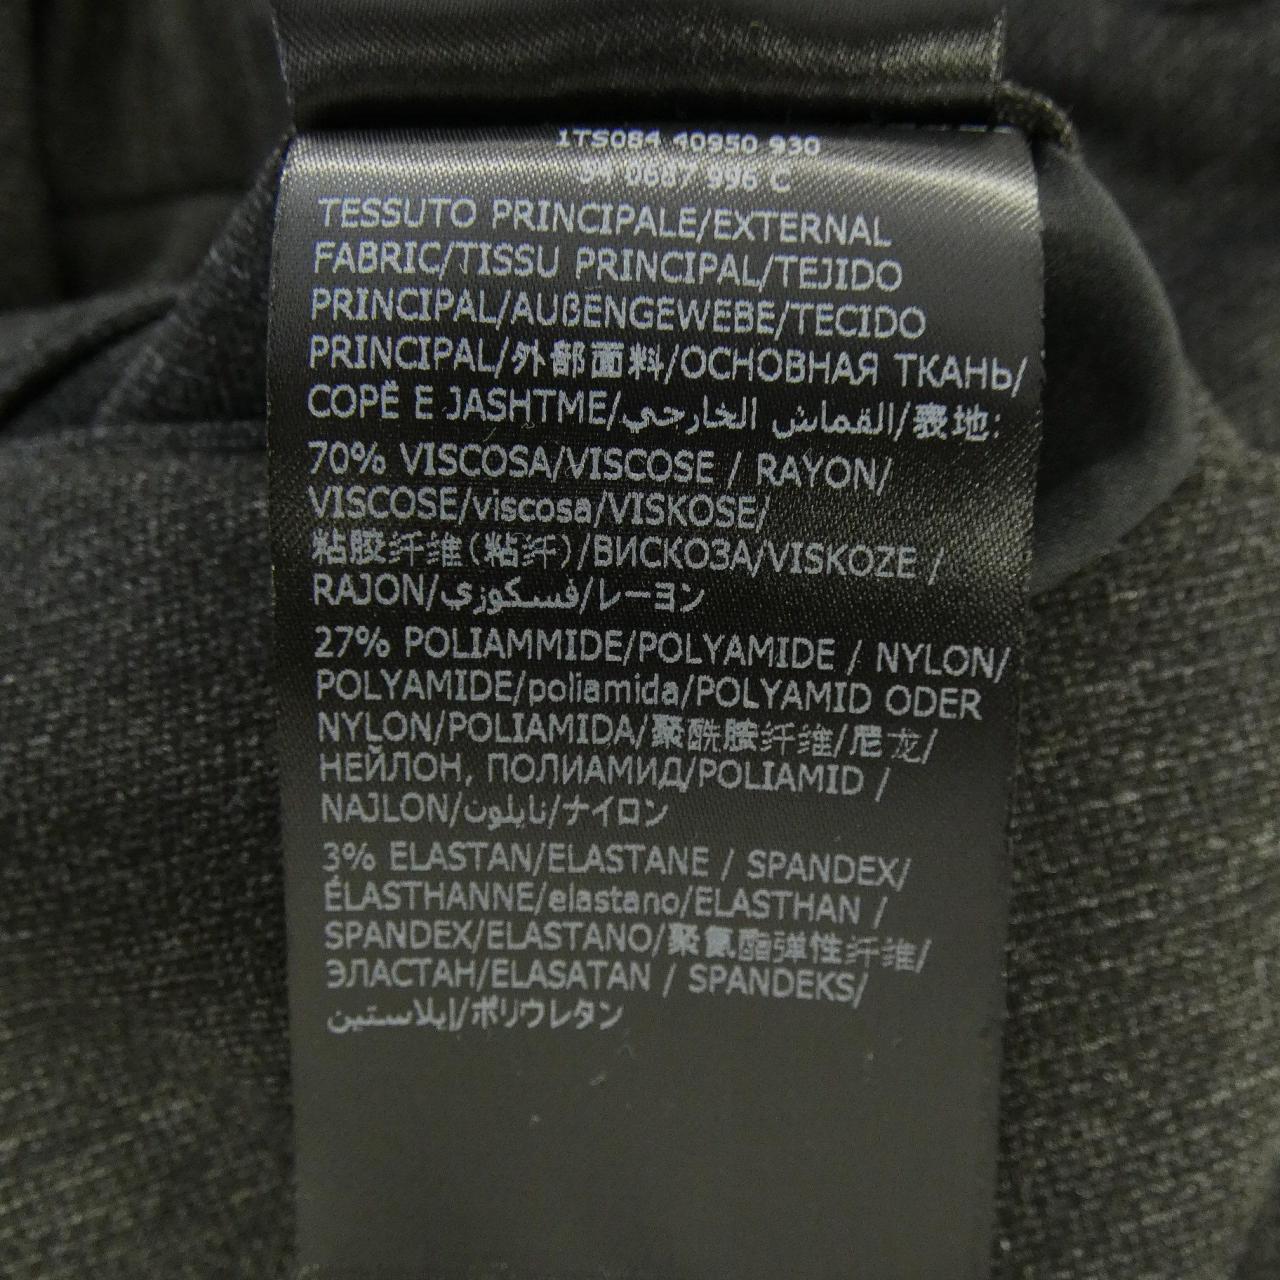 1TS084 40950 930
54 0687 996 C
TESSUTO PRINCIPALE/EXTERNAL
FABRIC/TISSU PRINCIPAL/TEJIDO
PRINCIPAL/AUßENGEWEBE/TECIDO
PRINCIPAL/外部面料/ОСНОВНАЯ ТКАНЬ/
COPË E JASHTME/القماش الخارجي/表地:
70% VISCOSA/VISCOSE / RAYON/
VISCOSE/viscosa/VISKOSE/
粘胶纤维(粘纤)/ВИСКОЗА/VISKOZE /
RAJON/فسكوزي/レーヨン
27% POLIAMMIDE/POLYAMIDE / NYLON/
POLYAMIDE/poliamida/POLYAMID ODER
NYLON/POLIAMIDA/聚酰胺纤维/尼龙/
НЕЙЛОН, ПОЛИАМИД/POLIAMID /
NAJLON/نايلون/ナイロン
3% ELASTAN/ELASTANE / SPANDEX/
ÉLASTHANNE/elastano/ELASTHAN /
SPANDEX/ELASTANO/聚氨酯弹性纤维/
ЭЛАСТАН/ELASATAN / SPANDEKS/
إيلاستين/ポリウレタン